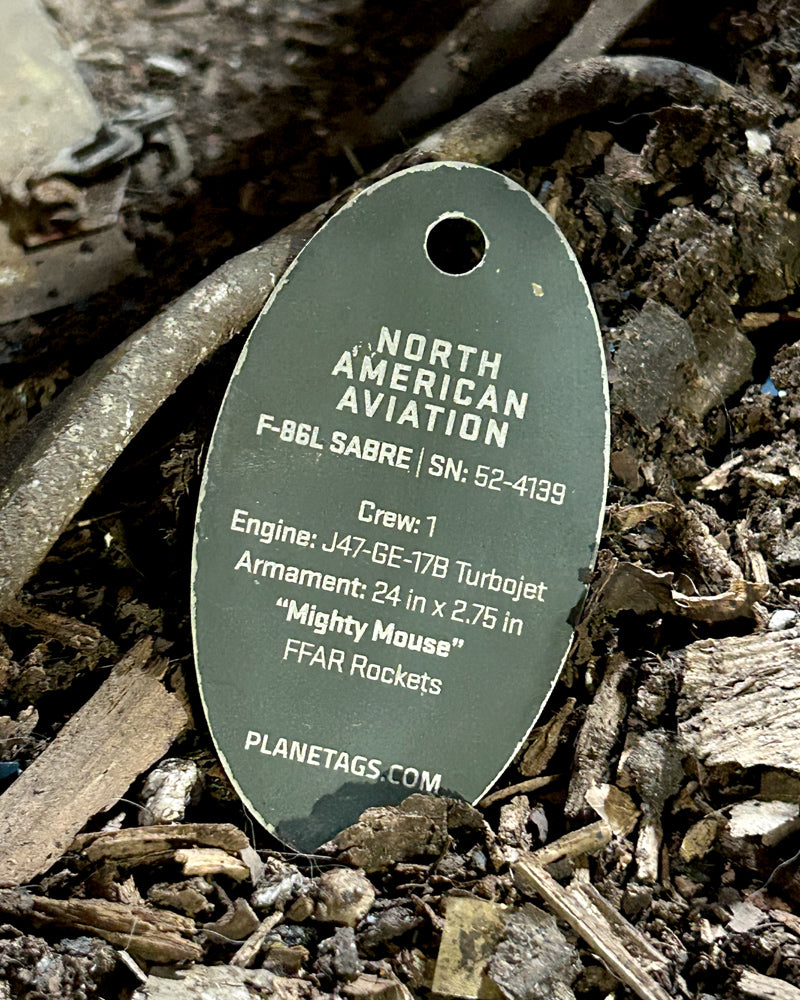 NORTH
AMERICAN
AVIATION
F-86L SABRE | SN: 52-4139
Crew: 1
Engine: J47-GE-17B Turbojet
Armament: 24 in x 2.75 in
“Mighty Mouse”
FFAR Rockets
PLANETAGS.COM